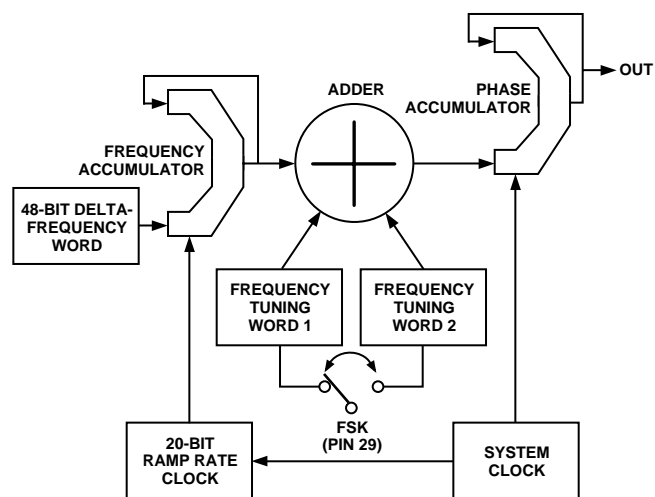 ADDER
PHASE
ACCUMULATOR
OUT
FREQUENCY
ACCUMULATOR
48-BIT DELTA-
FREQUENCY
WORD
FREQUENCY
TUNING
WORD 1
FREQUENCY
TUNING
WORD 2
FSK
(PIN 29)
20-BIT
RAMP RATE
CLOCK
SYSTEM
CLOCK